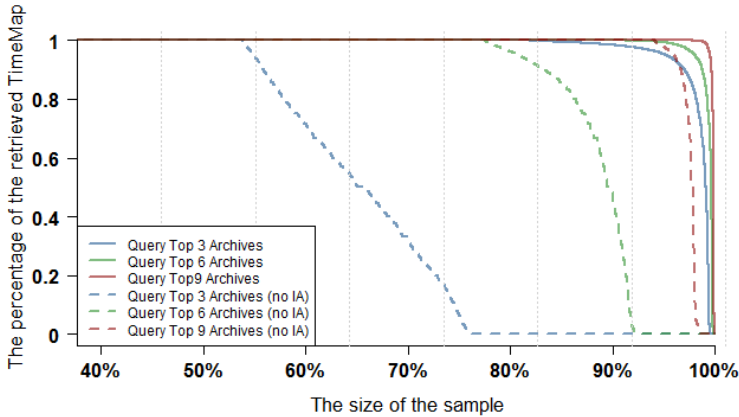 The percentage of the retrieved TimeMap
1
0.8
0.6
0.4
0.2
0
Query Top 3 Archives
Query Top 6 Archives
Query Top9 Archives
Query Top 3 Archives (no IA)
Query Top 6 Archives (no IA)
Query Top 9 Archives (no IA)
40% 50% 60% 70% 80% 90% 100%
The size of the sample